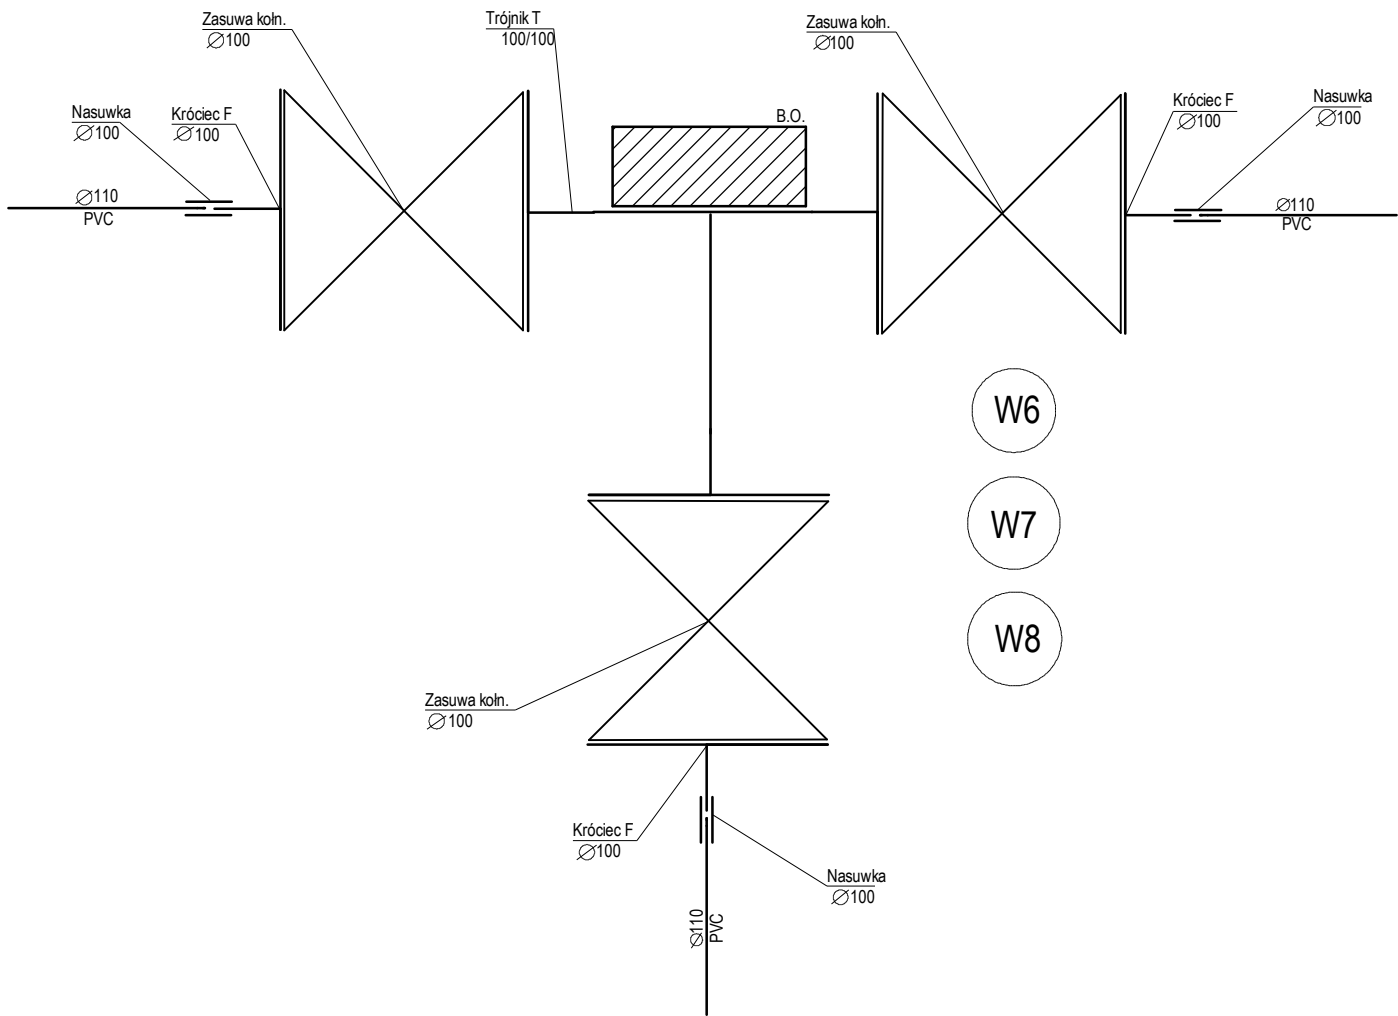 Zasuwa kołn.
∅100
Trójnik T
100/100
Zasuwa kołn.
∅100
Nasuwka
∅100
Króciec F
∅100
B.O.
Króciec F
∅100
Nasuwka
∅100
∅110
PVC
∅110
PVC
W6
W7
W8
Zasuwa kołn.
∅100
Króciec F
∅100
Nasuwka
∅100
∅110
PVC